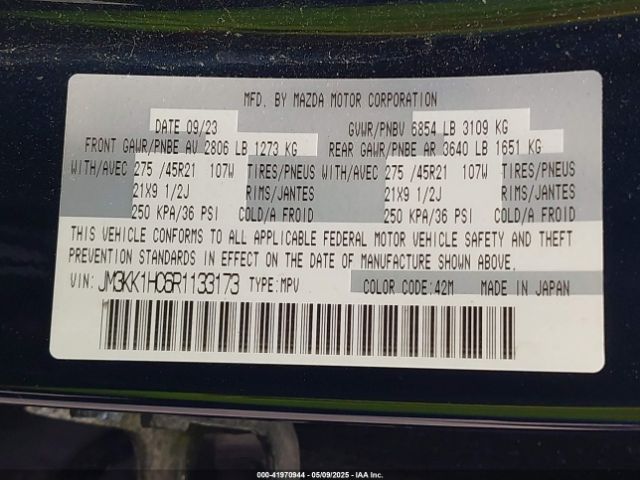 MFD. BY MAZDA MOTOR CORPORATION
DATE 09/23 GVWR/PNBV 6854 LB 3109 KG
FRONT GAWR/PNBE AV 2806 LB 1273 KG REAR GAWR/PNBE AR 3640 LB 1651 KG
WITH/AVEC 275 /45R21 107W TIRES/PNEUS WITH/AVEC 275 /45R21 107W TIRES/PNEUS
21X9 1/2J RIMS/JANTES 21X9 1/2J RIMS/JANTES
250 KPA/36 PSI COLD/A FROID 250 KPA/36 PSI COLD/A FROID
THIS VEHICLE CONFORMS TO ALL APPLICABLE FEDERAL MOTOR VEHICLE SAFETY AND THEFT
PREVENTION STANDARDS IN EFFECT ON THE DATE OF MANUFACTURE SHOWN ABOVE.
VIN: JM3KK1HC6R1133173 TYPE: MPV COLOR CODE: 42M MADE IN JAPAN
000-41970944 | 05/09/2025 | IAA Inc.